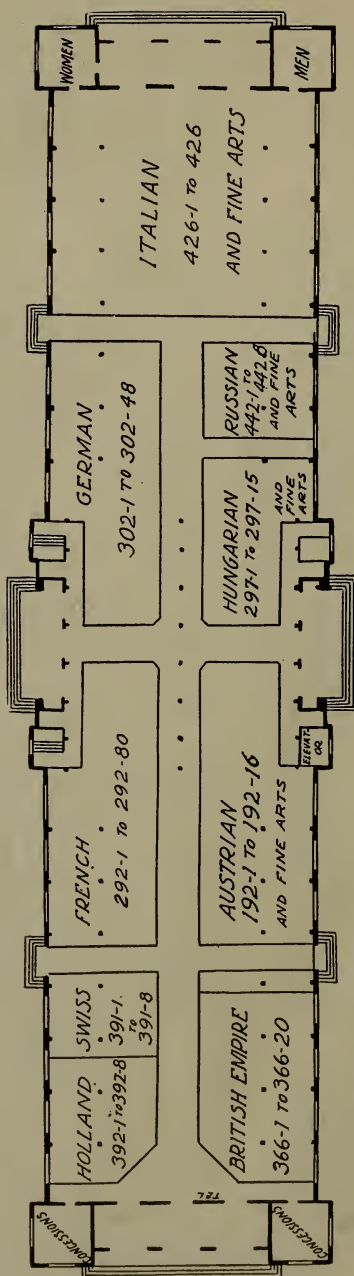 WOMEN
MEN
ITALIAN
426-1 TO 426
AND FINE ARTS
GERMAN
302-1 TO 302-48
RUSSIAN
442-1 TO
442 B
AND FINE
ARTS
HUNGARIAN
297-1 TO 297-15
AND FINE
ARTS
FRENCH
292-1 TO 292-80
AUSTRIAN
192-1 TO 192-16
AND FINE ARTS
ELEVAT-
OR
SWISS
391-1.
TO
391-8
HOLLAND
392-1 TO 392-8
BRITISH EMPIRE
366-1 TO 366-20
TEL
CONCESSIONS
CONCESSIONS